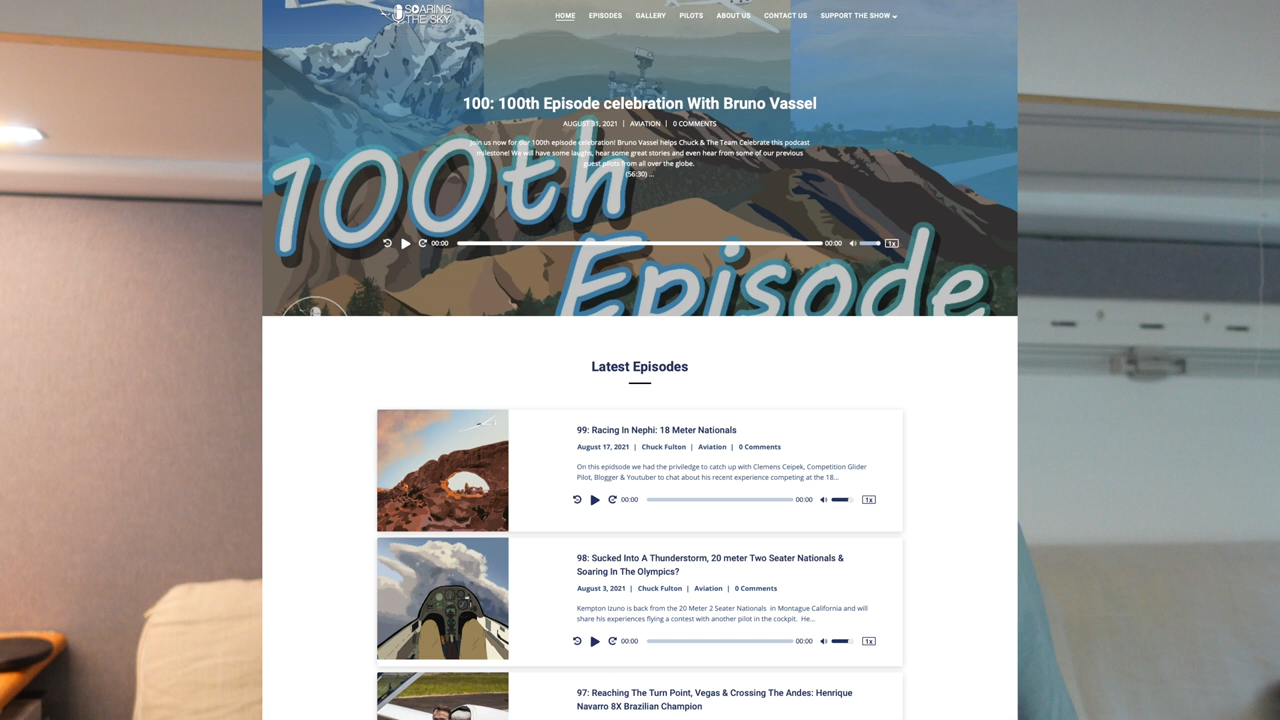 SOARING
THE SKY
HOME EPISODES GALLERY PILOTS ABOUT US CONTACT US SUPPORT THE SHOW
100: 100th Episode celebration With Bruno Vassel
AUGUST 31, 2021 | AVIATION | 0 COMMENTS
Join us now for our 100th episode celebration! Bruno Vassel helps Chuck & The Team Celebrate this podcast
milestone! We will have some laughs, hear some great stories and even hear from some of our previous
guest pilots from all over the globe.
(56:30) ...
100th
Episode
00:00 00:00 1x
Latest Episodes
99: Racing In Nephi: 18 Meter Nationals
August 17, 2021 | Chuck Fulton | Aviation | 0 Comments
On this epidsode we had the priviledge to catch up with Clemens Ceipek, Competition Glider
Pilot, Blogger & Youtuber to chat about his recent experience competing at the 18...
00:00 00:00 1x
98: Sucked Into A Thunderstorm, 20 meter Two Seater Nationals &
Soaring In The Olympics?
August 3, 2021 | Chuck Fulton | Aviation | 0 Comments
Kempton Izuno is back from the 20 Meter 2 Seater Nationals in Montague California and will
share his experiences flying a contest with another pilot in the cockpit. He...
00:00 00:00 1x
97: Reaching The Turn Point, Vegas & Crossing The Andes: Henrique
Navarro 8X Brazilian Champion